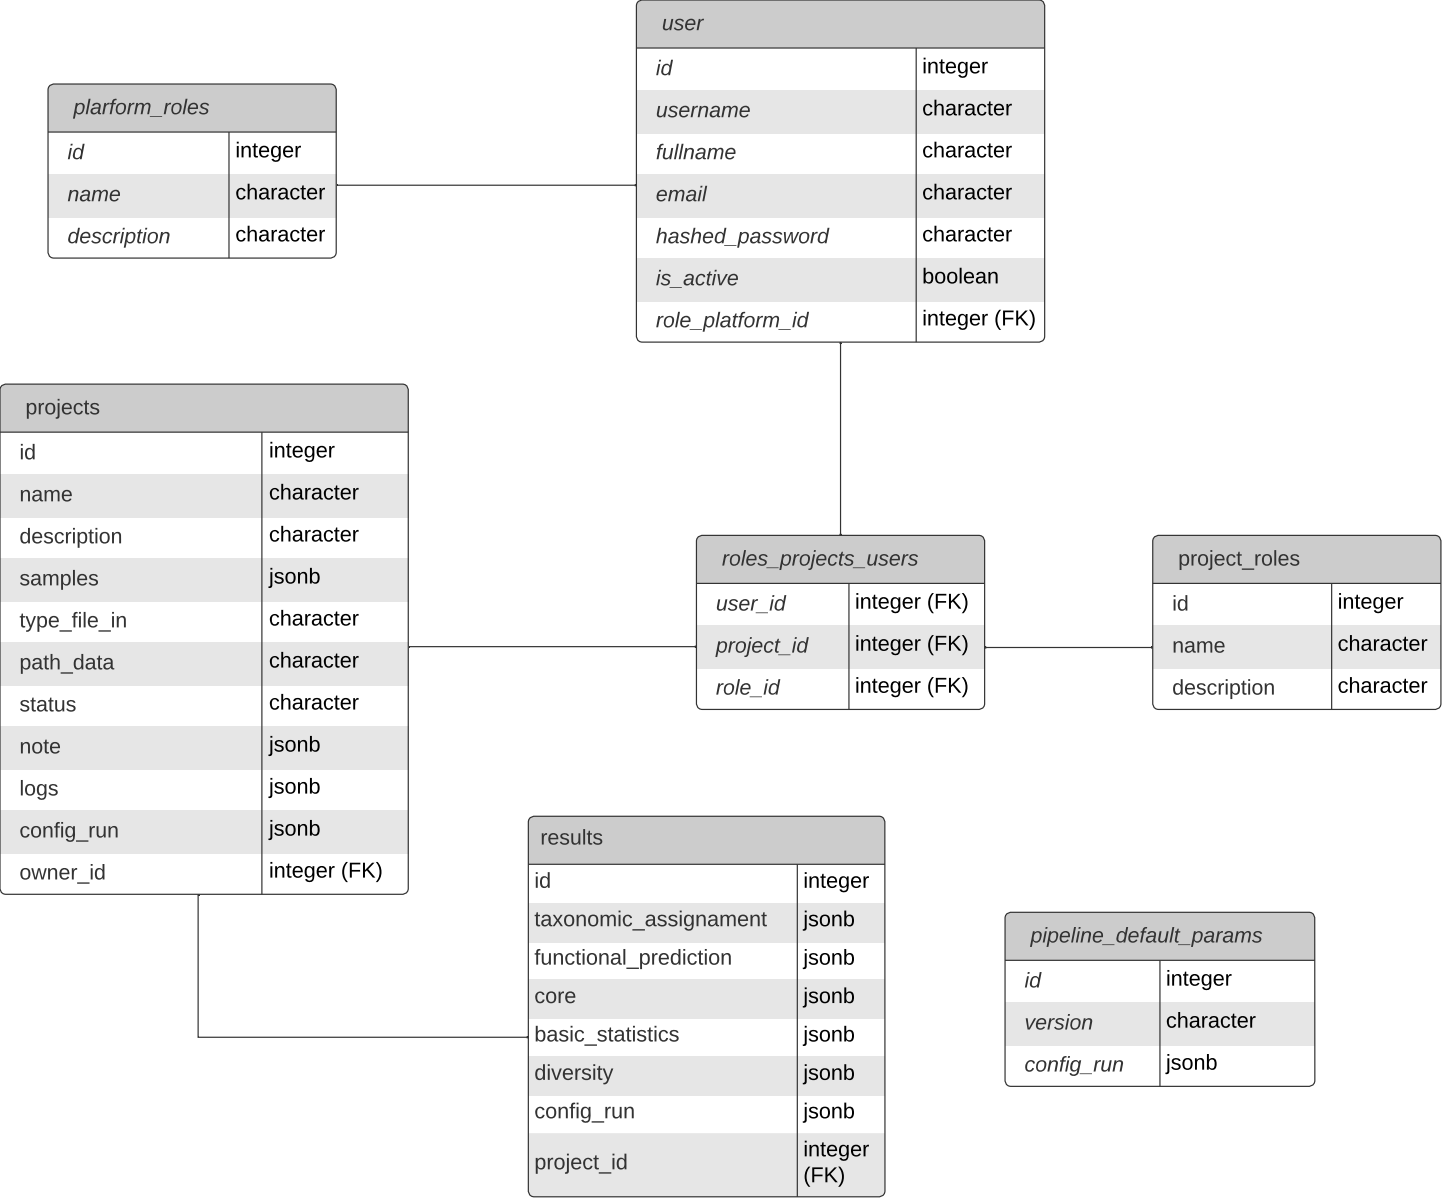 user
id integer
username character
fullname character
email character
hashed_password character
is_active boolean
role_platform_id integer (FK)
plarform_roles
id integer
name character
description character
projects
id integer
name character
description character
samples jsonb
type_file_in character
path_data character
status character
note jsonb
logs jsonb
config_run jsonb
owner_id integer (FK)
roles_projects_users
user_id integer (FK)
project_id integer (FK)
role_id integer (FK)
project_roles
id integer
name character
description character
results
id integer
taxonomic_assignament jsonb
functional_prediction jsonb
core jsonb
basic_statistics jsonb
diversity jsonb
config_run jsonb
project_id integer
(FK)
pipeline_default_params
id integer
version character
config_run jsonb